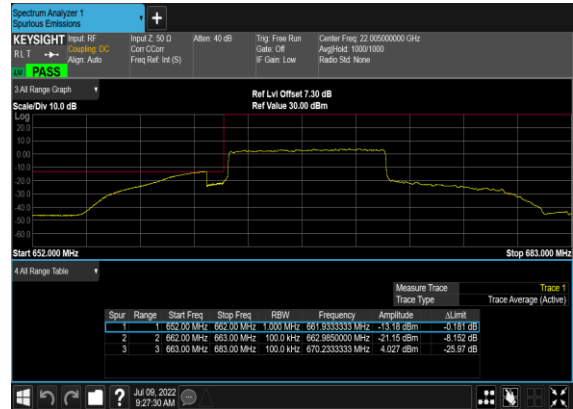 Spectrum Analyzer 1
Spurious Emissions
KEYSIGHT Input: RF Input Z: 50 Ω Atten: 40 dB Trig: Free Run Center Freq: 22.005000000 GHz
RLT Coupling: DC Corr CCorr Gate: Off Avg|Hold: 1000/1000
Align: Auto Freq Ref: Int (S) IF Gain: Low Radio Std: None
LW PASS
3 All Range Graph
Ref Lvl Offset 7.30 dB
Scale/Div 10.0 dB Ref Value 30.00 dBm
Log
20.0
10.0
0.00
-10.0
-20.0
-30.0
-40.0
-50.0
-60.0
Start 652.000 MHz Stop 683.000 MHz
4 All Range Table
Measure Trace Trace 1
Trace Type Trace Average (Active)
Spur Range Start Freq Stop Freq RBW Frequency Amplitude ΔLimit
1 1 652.00 MHz 662.00 MHz 1.000 MHz 661.9333333 MHz -13.18 dBm -0.181 dB
2 2 662.00 MHz 663.00 MHz 100.0 kHz 662.9850000 MHz -21.15 dBm -8.152 dB
3 3 663.00 MHz 683.00 MHz 100.0 kHz 670.2333333 MHz 4.027 dBm -25.97 dB
Jul 09, 2022
9:27:30 AM